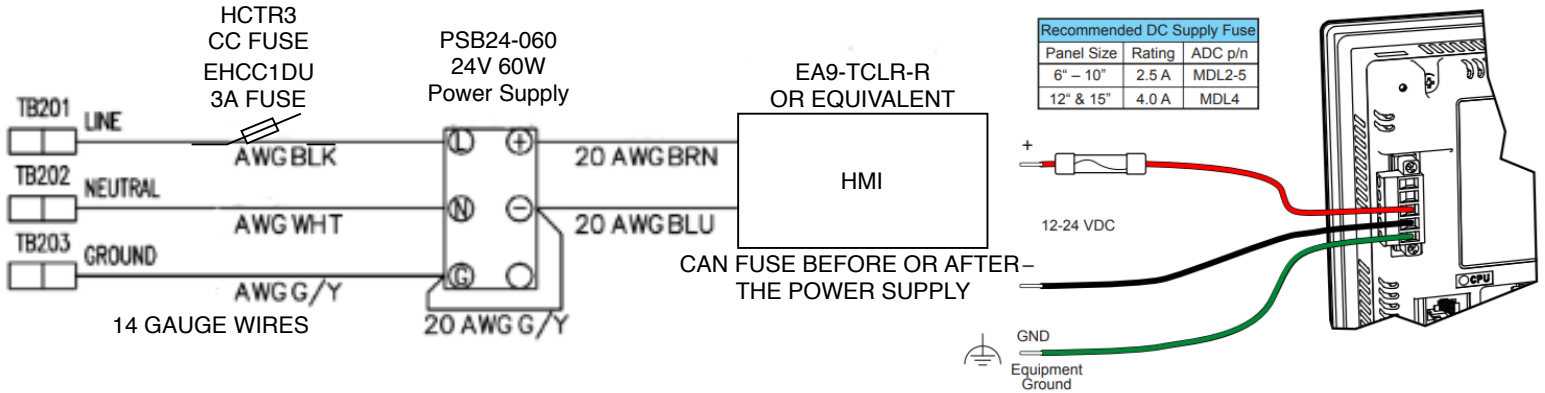 HCTR3
CC FUSE
EHCC1DU
3A FUSE
PSB24-060
24V 60W
Power Supply
EA9-TCLR-R
OR EQUIVALENT
Recommended DC Supply Fuse
Panel Size Rating ADC p/n
6“ – 10” 2.5 A MDL2-5
12“ & 15” 4.0 A MDL4
TB201
LINE
AWG BLK
L
+
20 AWG BRN
TB202
NEUTRAL
AWG WHT
N
−
20 AWG BLU
TB203
GROUND
AWG G/Y
G
20 AWG G/Y
14 GAUGE WIRES
HMI
CAN FUSE BEFORE OR AFTER
THE POWER SUPPLY
+
12-24 VDC
–
GND
Equipment
Ground
CPU